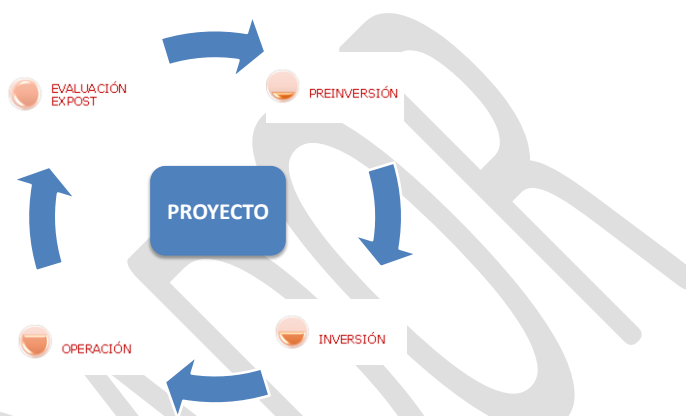 EVALUACIÓN
EXPOST
PREINVERSIÓN
PROYECTO
INVERSIÓN
OPERACIÓN